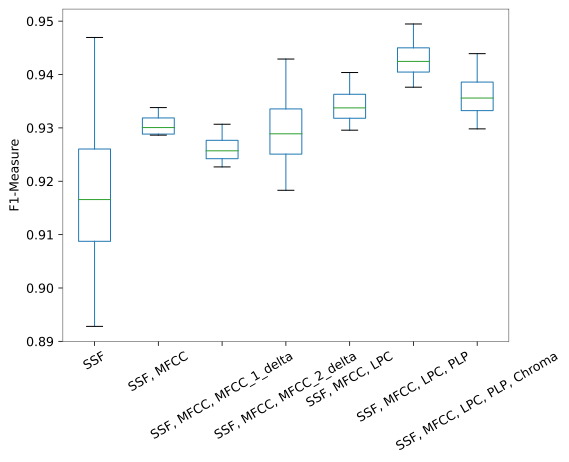 0.95
0.94
0.93
0.92
0.91
0.90
0.89
F1-Measure
SSF
SSF, MFCC
SSF, MFCC, MFCC_1_delta
SSF, MFCC, MFCC_2_delta
SSF, MFCC, LPC
SSF, MFCC, LPC, PLP
SSF, MFCC, LPC, PLP, Chroma